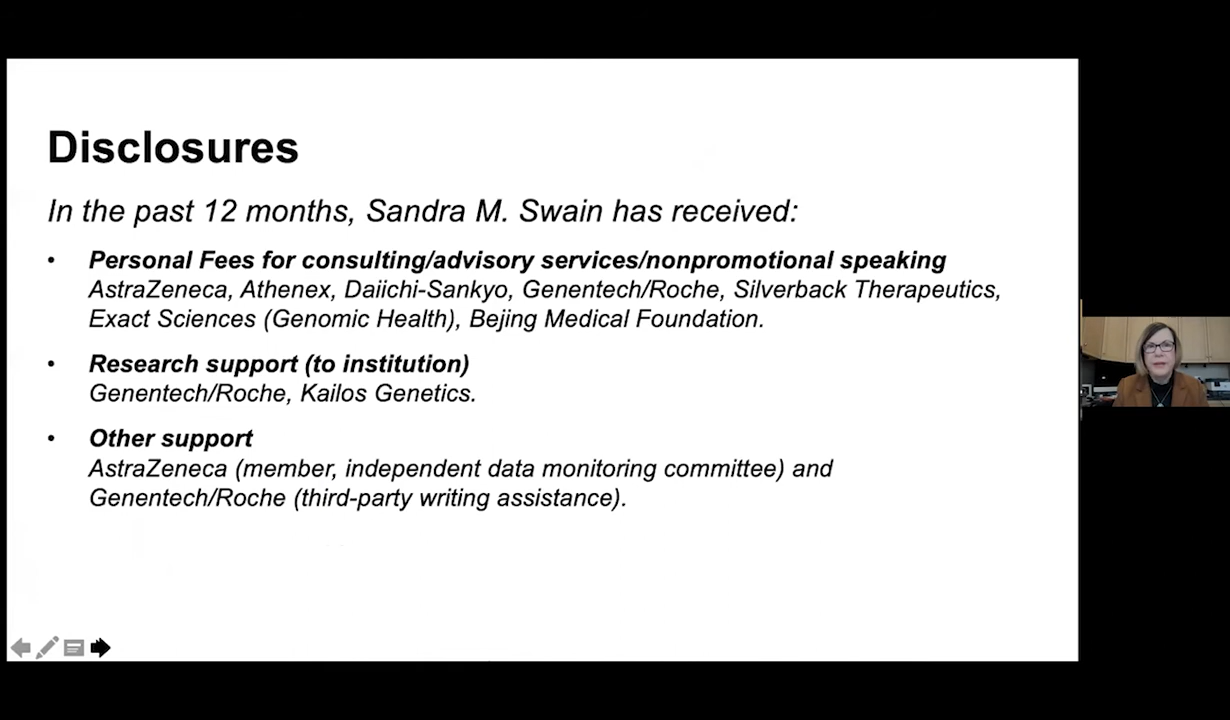 Disclosures
In the past 12 months, Sandra M. Swain has received:
• Personal Fees for consulting/advisory services/nonpromotional speaking
AstraZeneca, Athenex, Daiichi-Sankyo, Genentech/Roche, Silverback Therapeutics,
Exact Sciences (Genomic Health), Bejing Medical Foundation.
• Research support (to institution)
Genentech/Roche, Kailos Genetics.
• Other support
AstraZeneca (member, independent data monitoring committee) and
Genentech/Roche (third-party writing assistance).